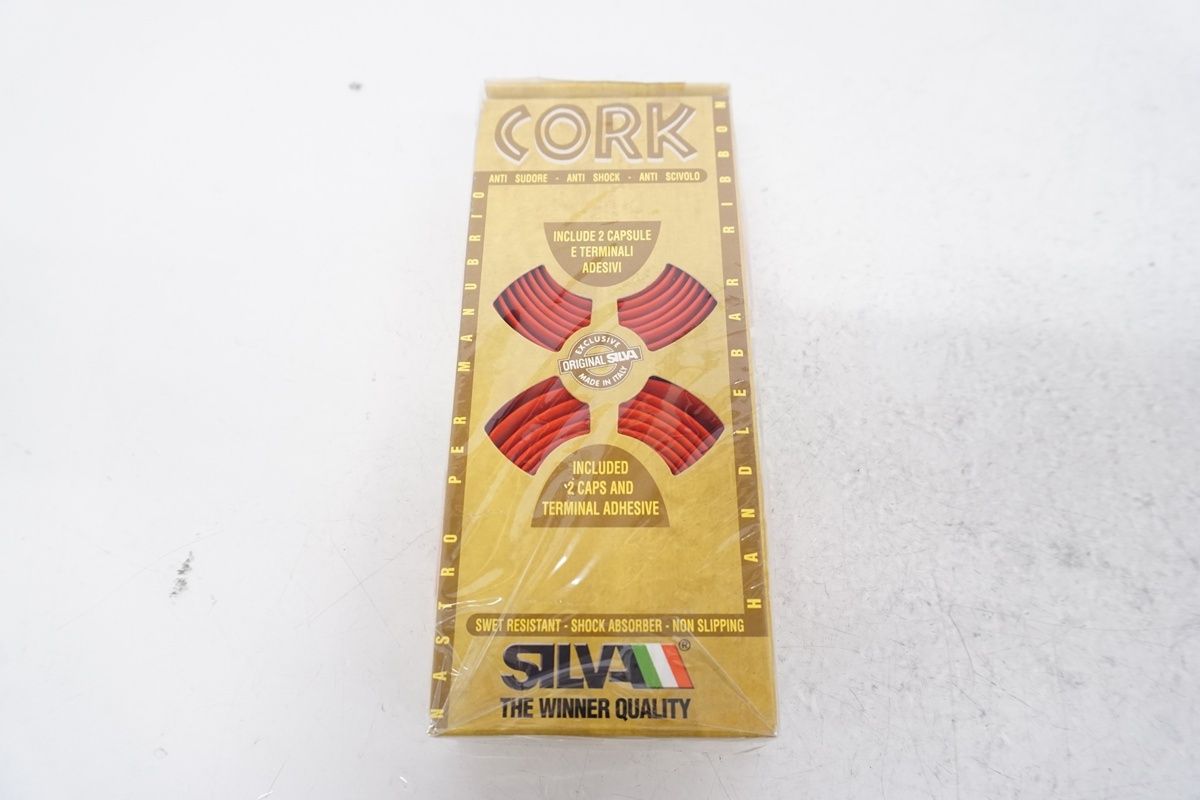 CORK
ANTI SUDORE - ANTI SHOCK - ANTI SCIVOLO
NASTRO PER MANUBRIO
HANDLEBAR RIBBON
INCLUDE 2 CAPSULE
E TERMINALI
ADESIVI
EXCLUSIVE
ORIGINAL SILVA
MADE IN ITALY
INCLUDED
2 CAPS AND
TERMINAL ADHESIVE
SWET RESISTANT - SHOCK ABSORBER - NON SLIPPING
SILVA ®
THE WINNER QUALITY